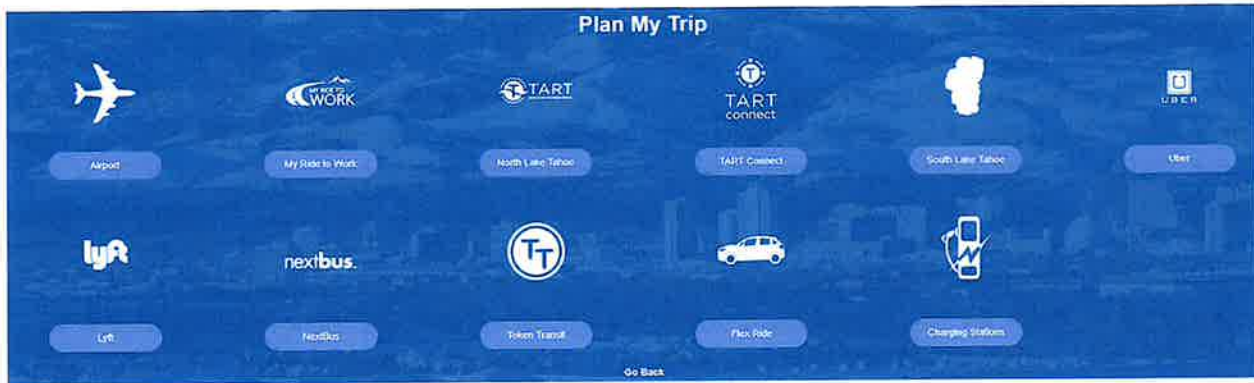 Plan My Trip
MY RIDE TO
WORK
T TART
T
TART
connect
U
UBER
Airport
My Ride to Work
North Lake Tahoe
TART Connect
South Lake Tahoe
Uber
lyft
nextbus.
TT
Lyft
NextBus
Token Transit
Flex Ride
Charging Stations
Go Back